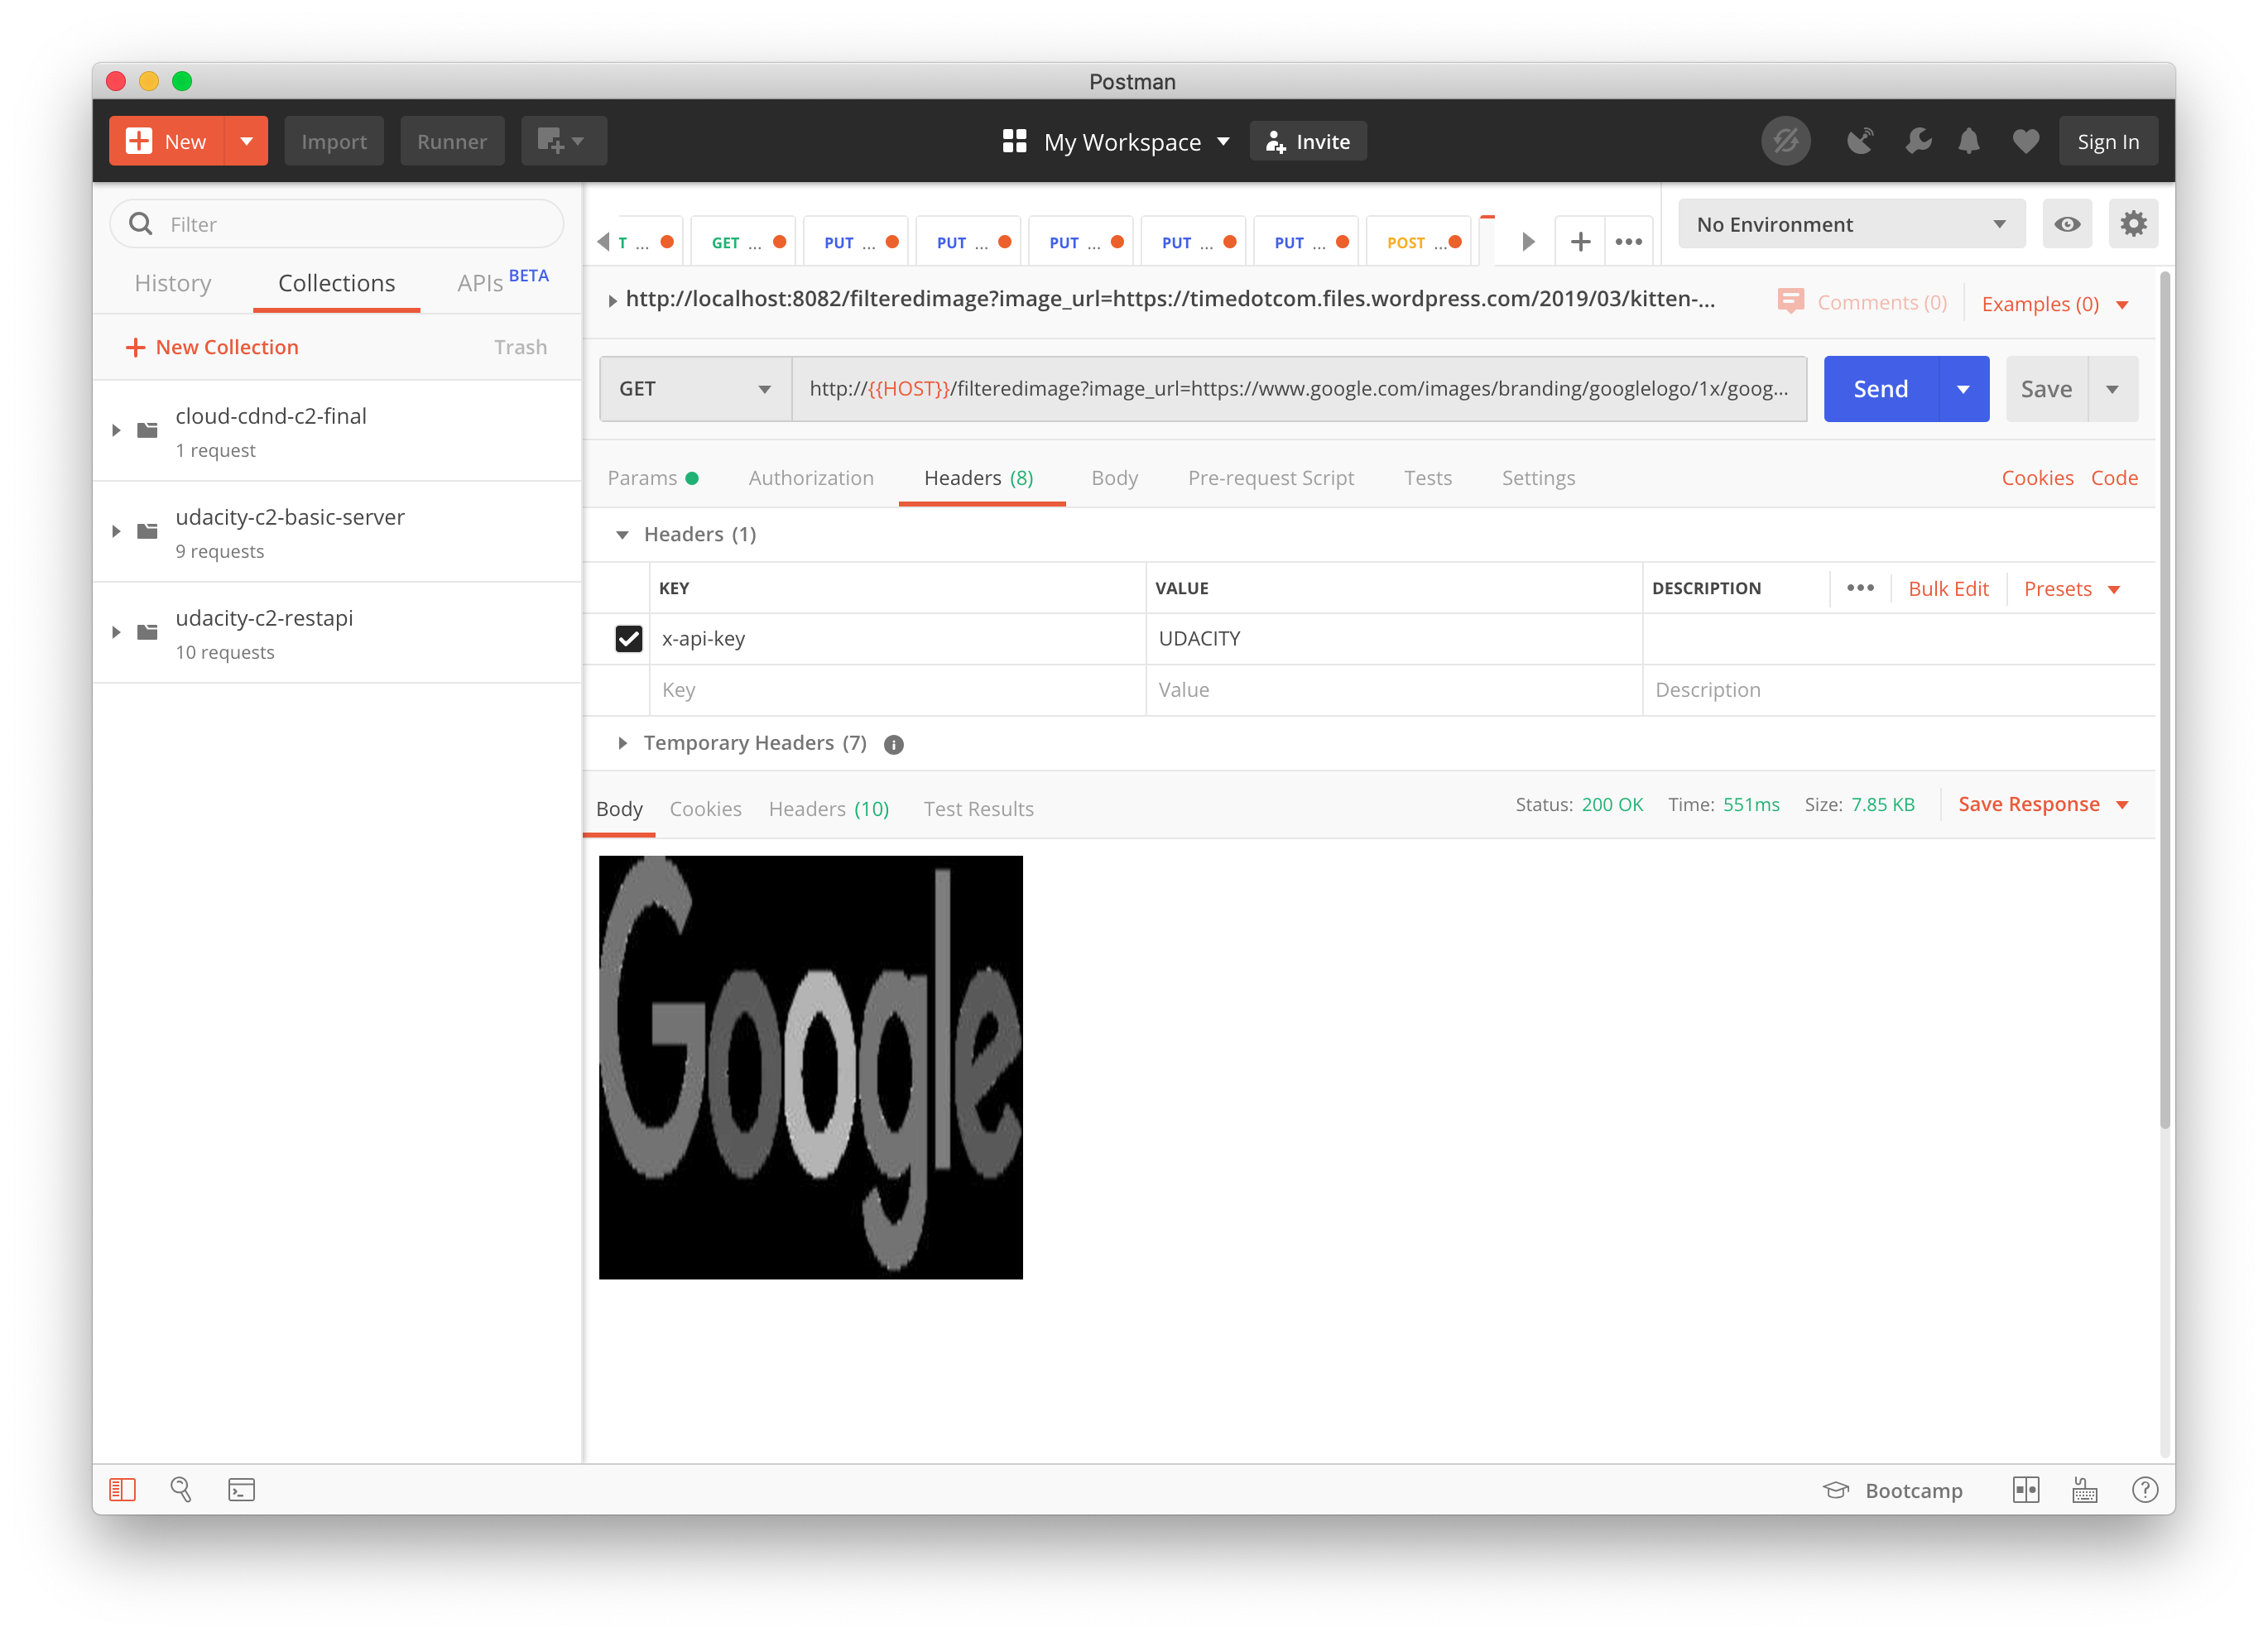 Postman
New
Import
Runner
My Workspace
Invite
Sign In
Filter
History
Collections
APIs BETA
New Collection
Trash
cloud-cdnd-c2-final
1 request
udacity-c2-basic-server
9 requests
udacity-c2-restapi
10 requests
T ...
GET ...
PUT ...
PUT ...
PUT ...
PUT ...
PUT ...
POST ...
No Environment
http://localhost:8082/filteredimage?image_url=https://timedotcom.files.wordpress.com/2019/03/kitten-...
Comments (0)
Examples (0)
GET
http://{{HOST}}/filteredimage?image_url=https://www.google.com/images/branding/googlelogo/1x/goog...
Send
Save
Params
Authorization
Headers (8)
Body
Pre-request Script
Tests
Settings
Cookies
Code
Headers (1)
KEY
VALUE
DESCRIPTION
Bulk Edit
Presets
x-api-key
UDACITY
Key
Value
Description
Temporary Headers (7)
Body
Cookies
Headers (10)
Test Results
Status: 200 OK
Time: 551ms
Size: 7.85 KB
Save Response
Google
Bootcamp